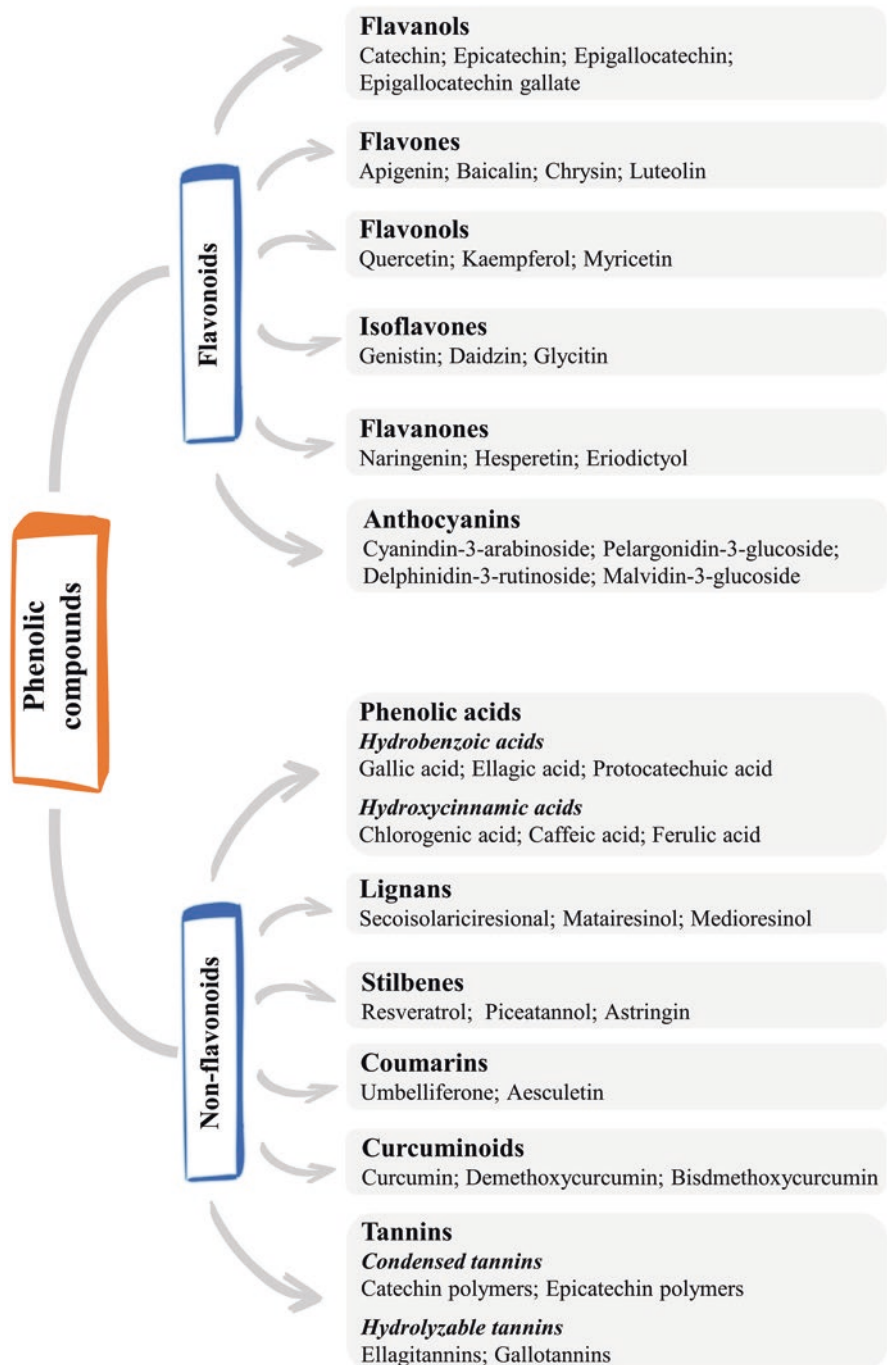 Phenolic
compounds
Flavonoids
Flavanols
Catechin; Epicatechin; Epigallocatechin;
Epigallocatechin gallate
Flavones
Apigenin; Baicalin; Chrysin; Luteolin
Flavonols
Quercetin; Kaempferol; Myricetin
Isoflavones
Genistin; Daidzin; Glycitin
Flavanones
Naringenin; Hesperetin; Eriodictyol
Anthocyanins
Cyanindin-3-arabinoside; Pelargonidin-3-glucoside;
Delphinidin-3-rutinoside; Malvidin-3-glucoside
Non-flavonoids
Phenolic acids
Hydrobenzoic acids
Gallic acid; Ellagic acid; Protocatechuic acid
Hydroxycinnamic acids
Chlorogenic acid; Caffeic acid; Ferulic acid
Lignans
Secoisolariciresional; Matairesinol; Medioresinol
Stilbenes
Resveratrol; Piceatannol; Astringin
Coumarins
Umbelliferone; Aesculetin
Curcuminoids
Curcumin; Demethoxycurcumin; Bisdmethoxycurcumin
Tannins
Condensed tannins
Catechin polymers; Epicatechin polymers
Hydrolyzable tannins
Ellagitannins; Gallotannins